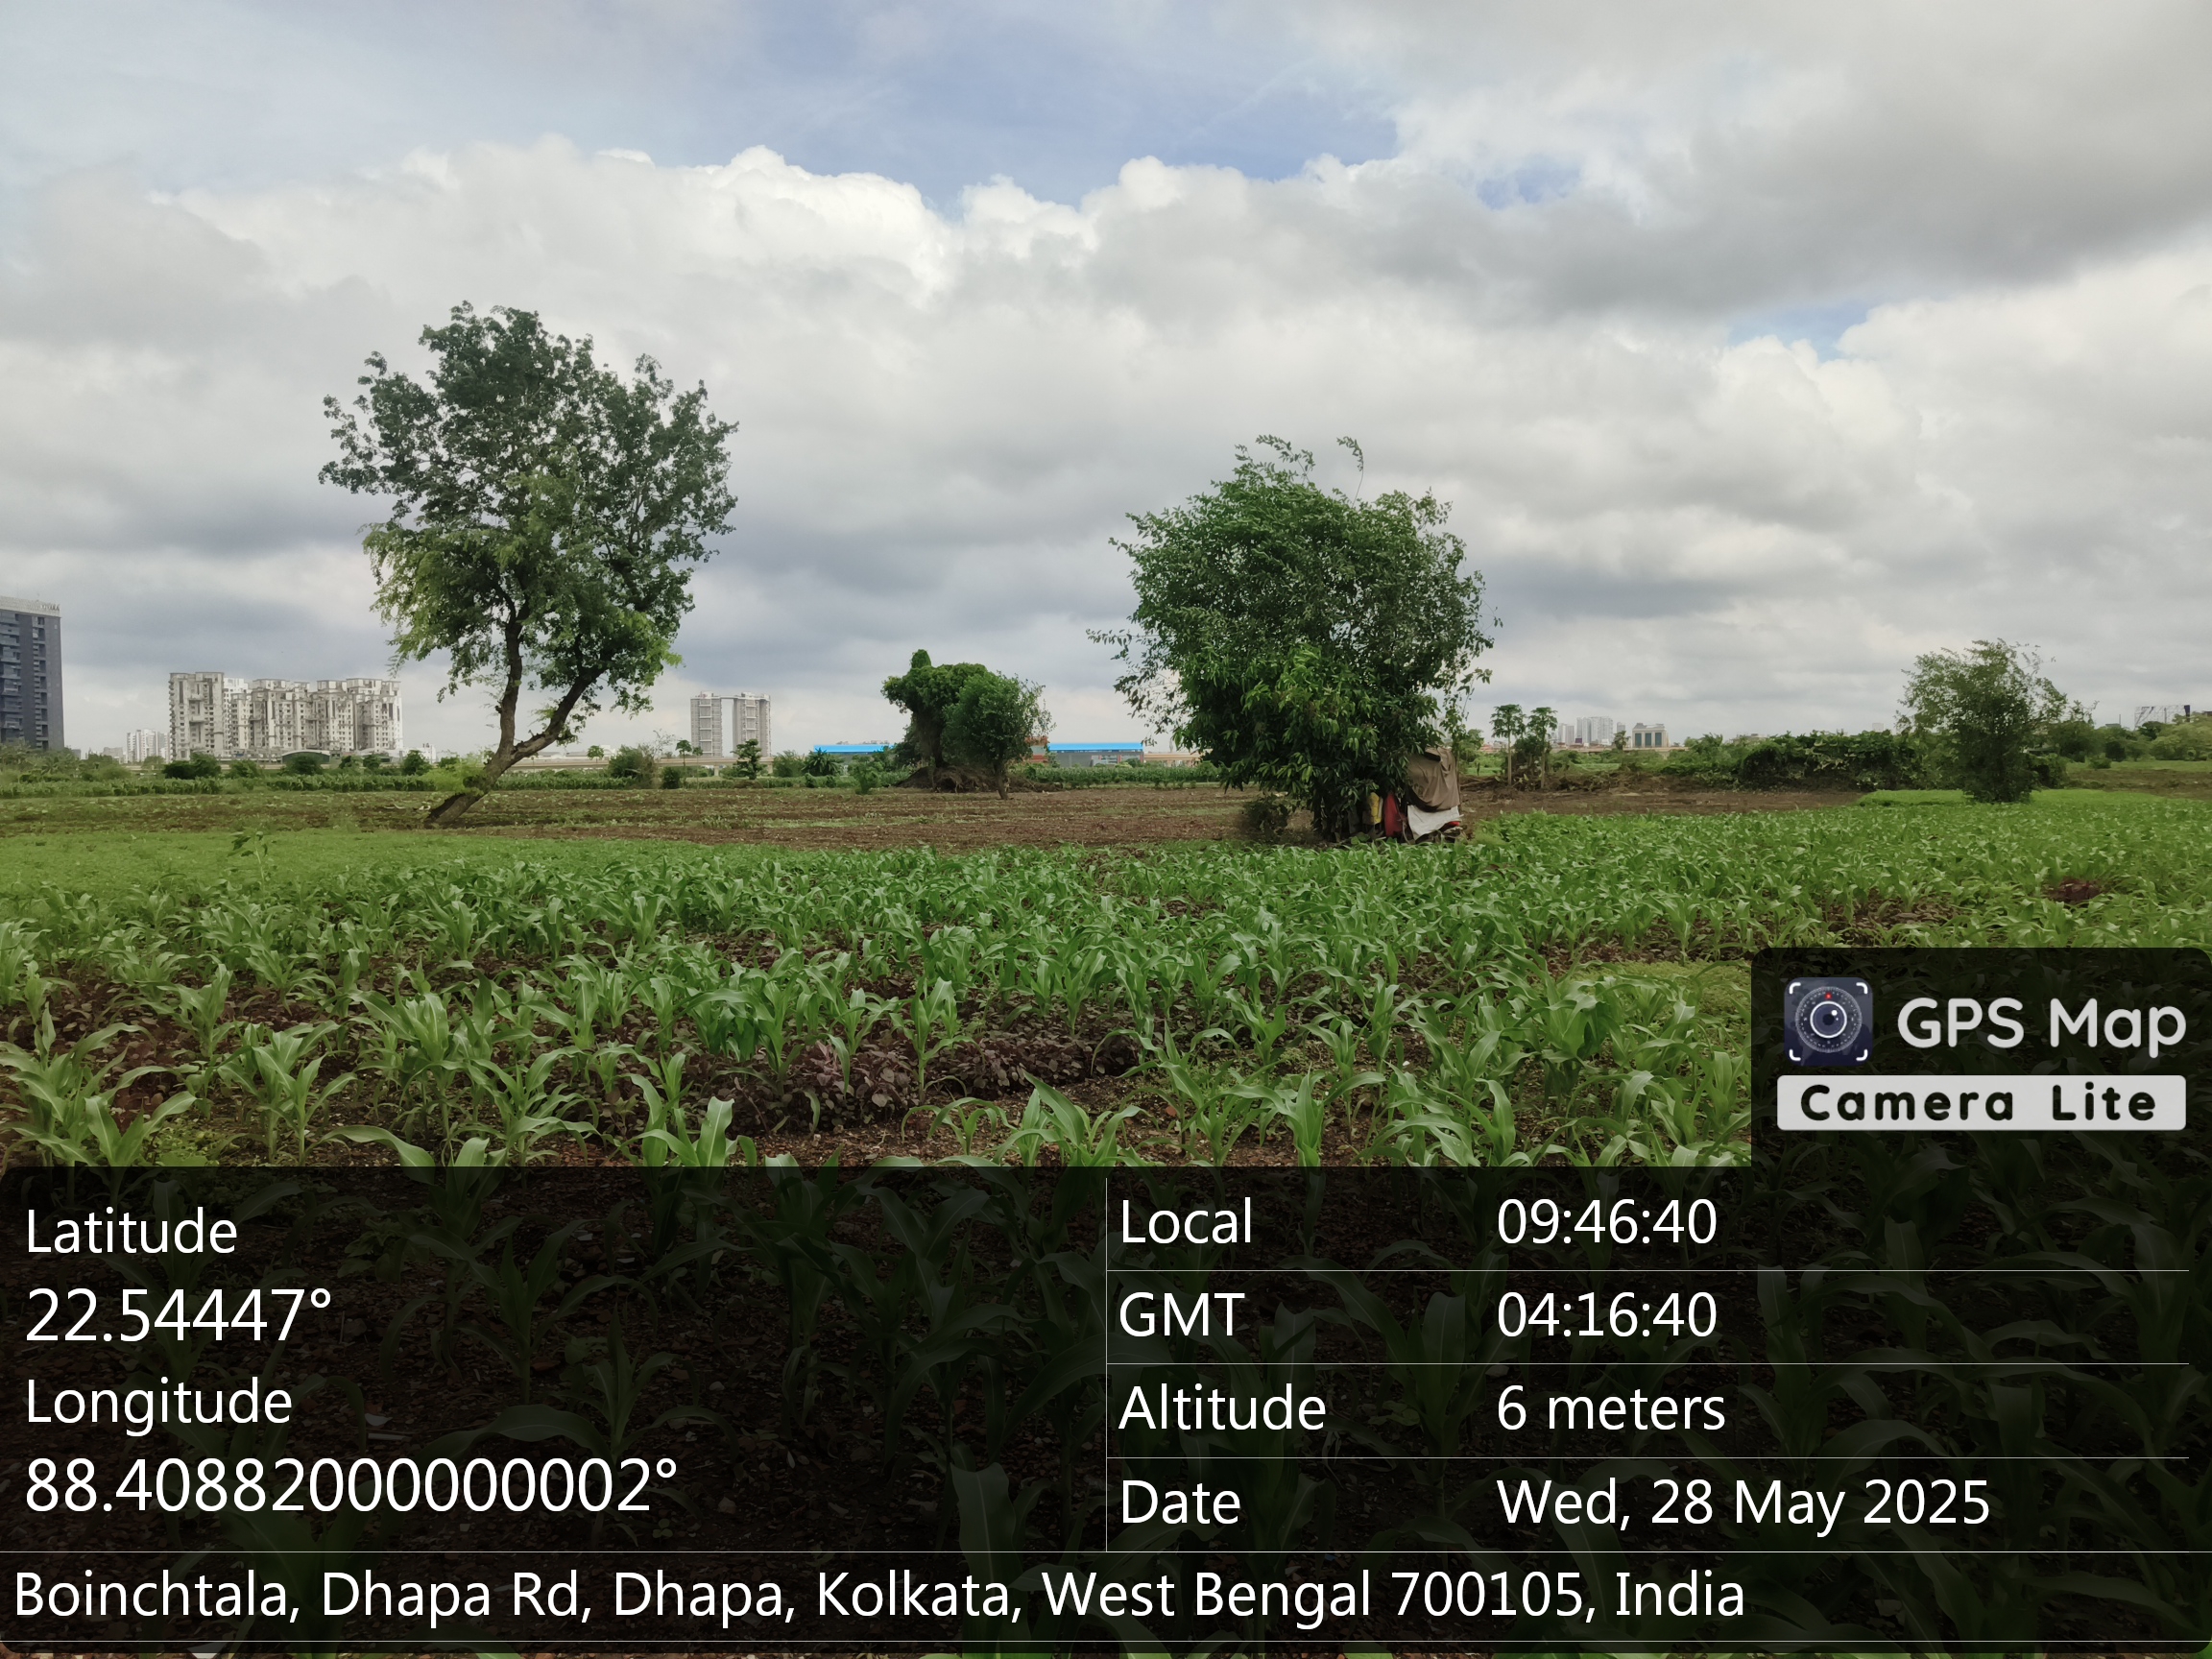 GPS Map
Camera Lite
Latitude
22.54447°
Longitude
88.40882000000002°
Local 09:46:40
GMT 04:16:40
Altitude 6 meters
Date Wed, 28 May 2025
Boinchtala, Dhapa Rd, Dhapa, Kolkata, West Bengal 700105, India